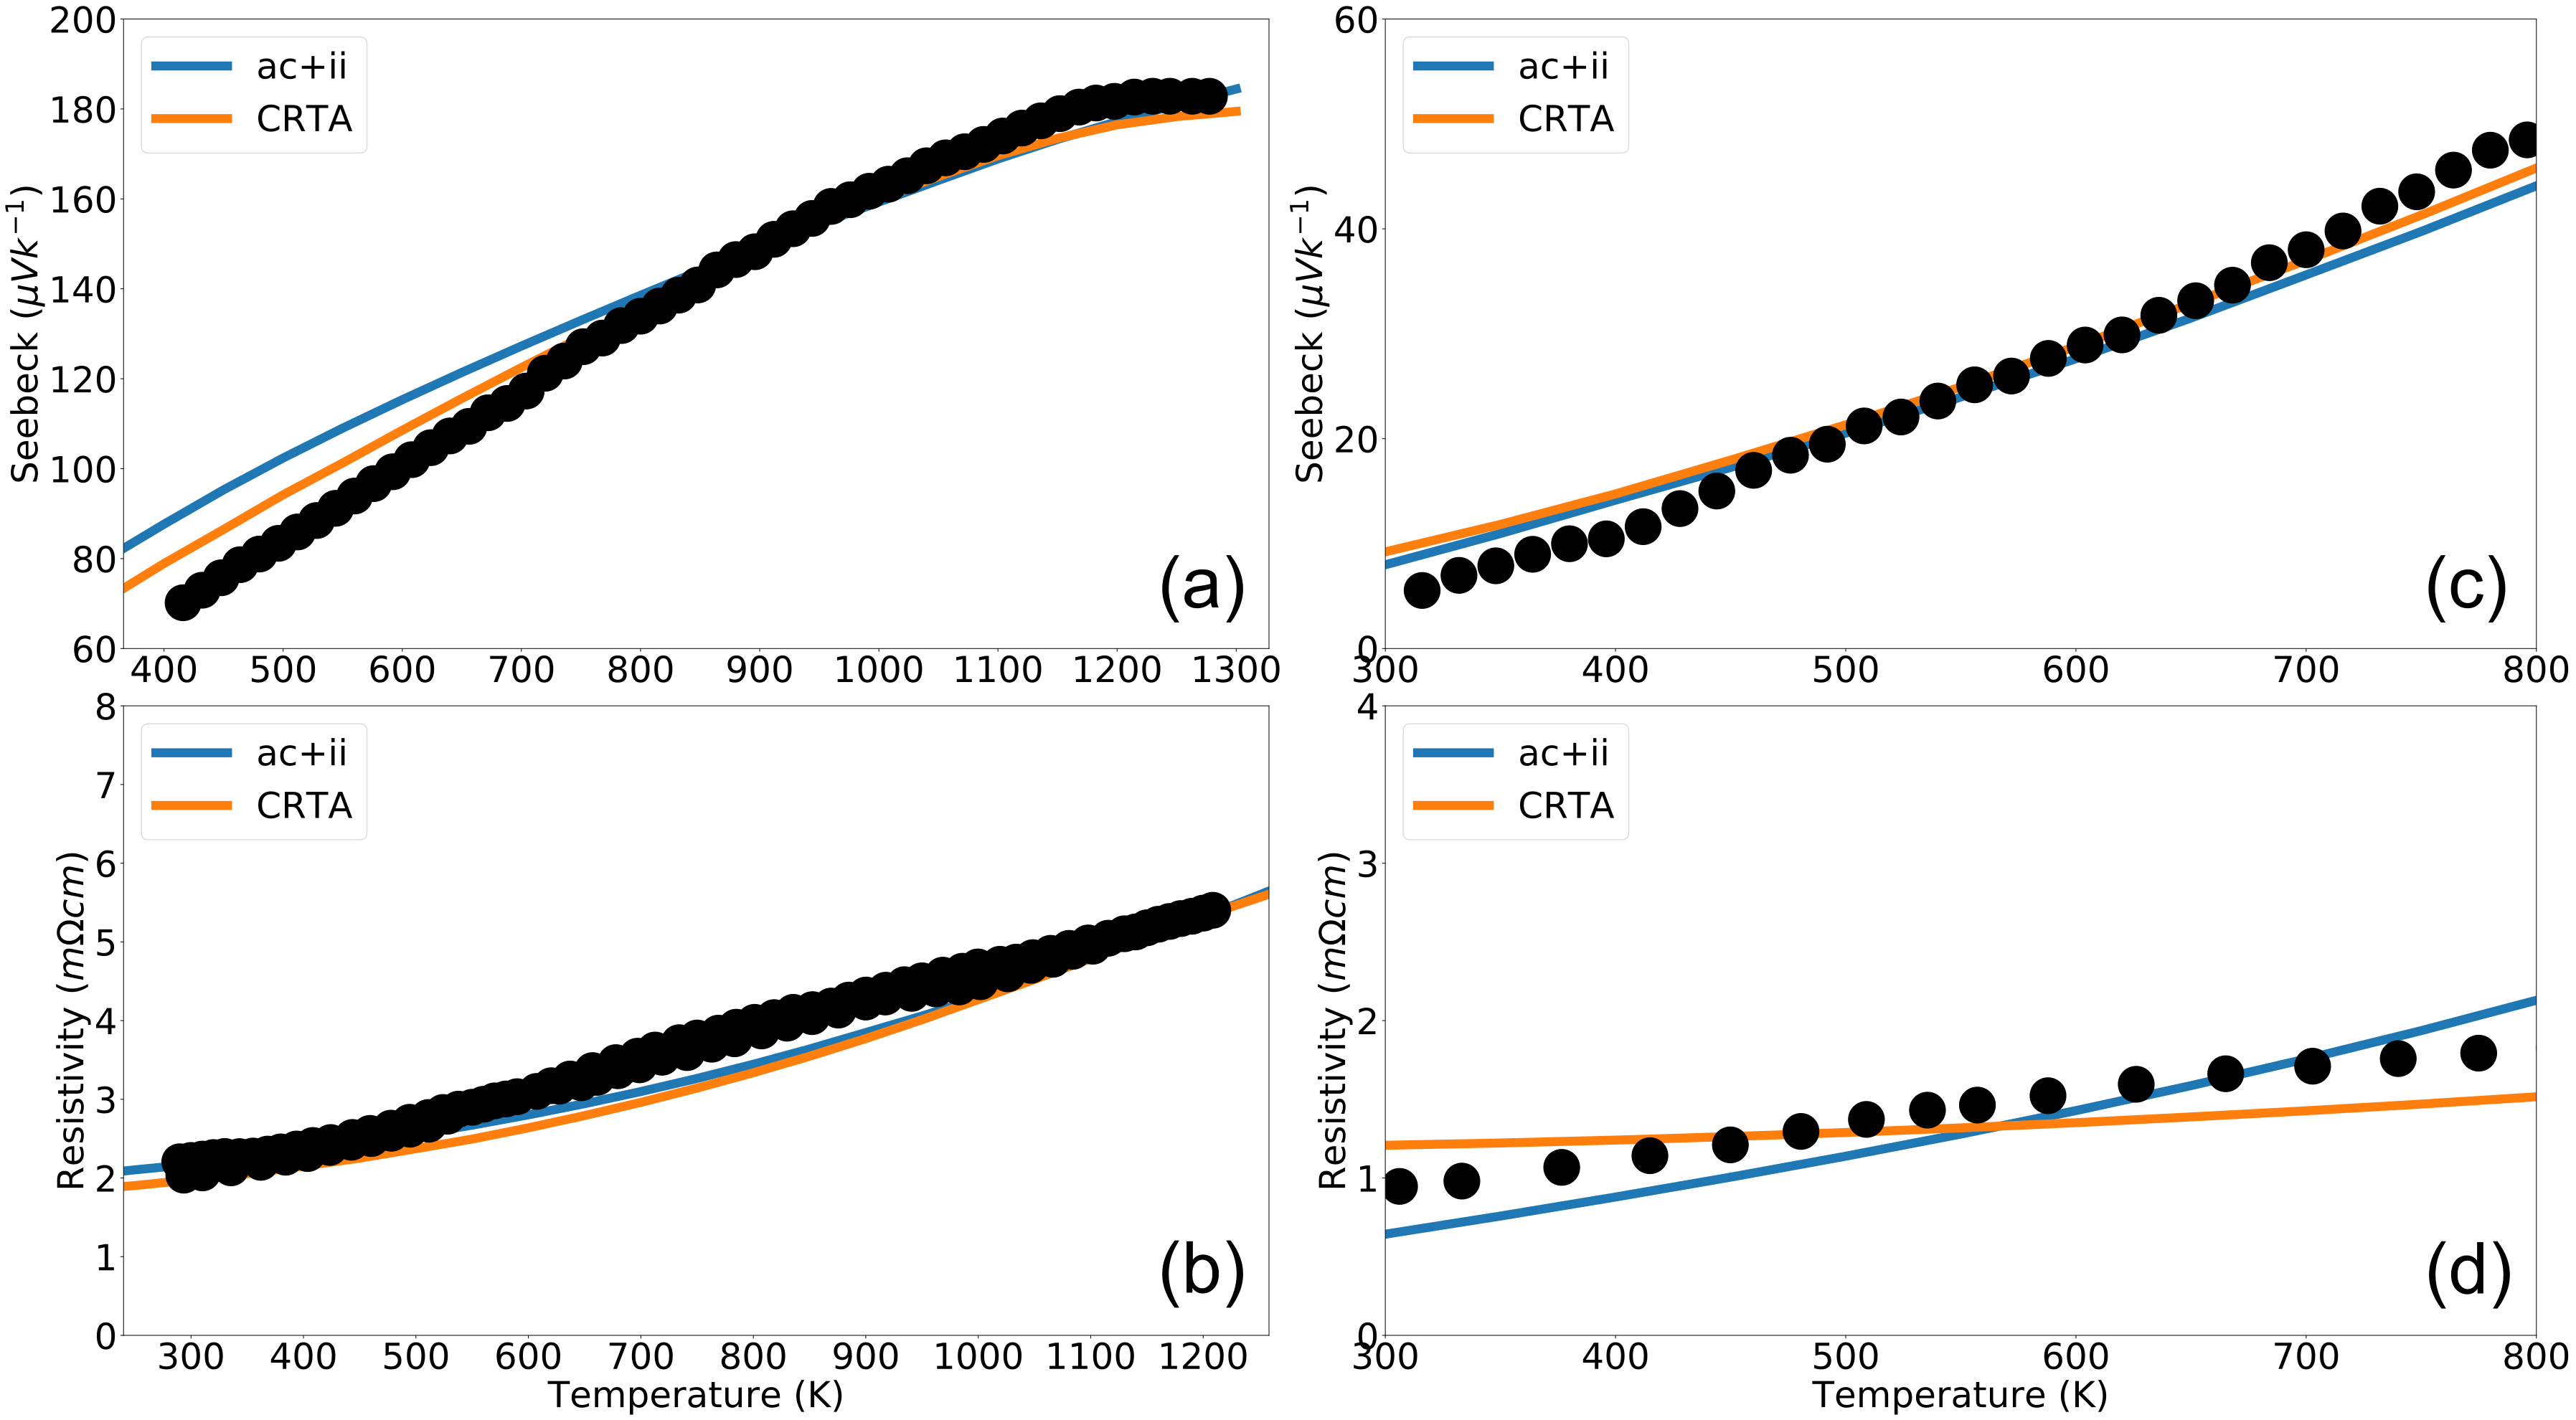 200
180
160
140
120
100
80
60
Seebeck (μVk⁻¹)
ac+ii
CRTA
(a)
400 500 600 700 800 900 1000 1100 1200 1300
60
40
20
0
Seebeck (μVk⁻¹)
ac+ii
CRTA
(c)
300 400 500 600 700 800
8
7
6
5
4
3
2
1
0
Resistivity (mΩcm)
ac+ii
CRTA
(b)
300 400 500 600 700 800 900 1000 1100 1200
Temperature (K)
4
3
2
1
0
Resistivity (mΩcm)
ac+ii
CRTA
(d)
300 400 500 600 700 800
Temperature (K)